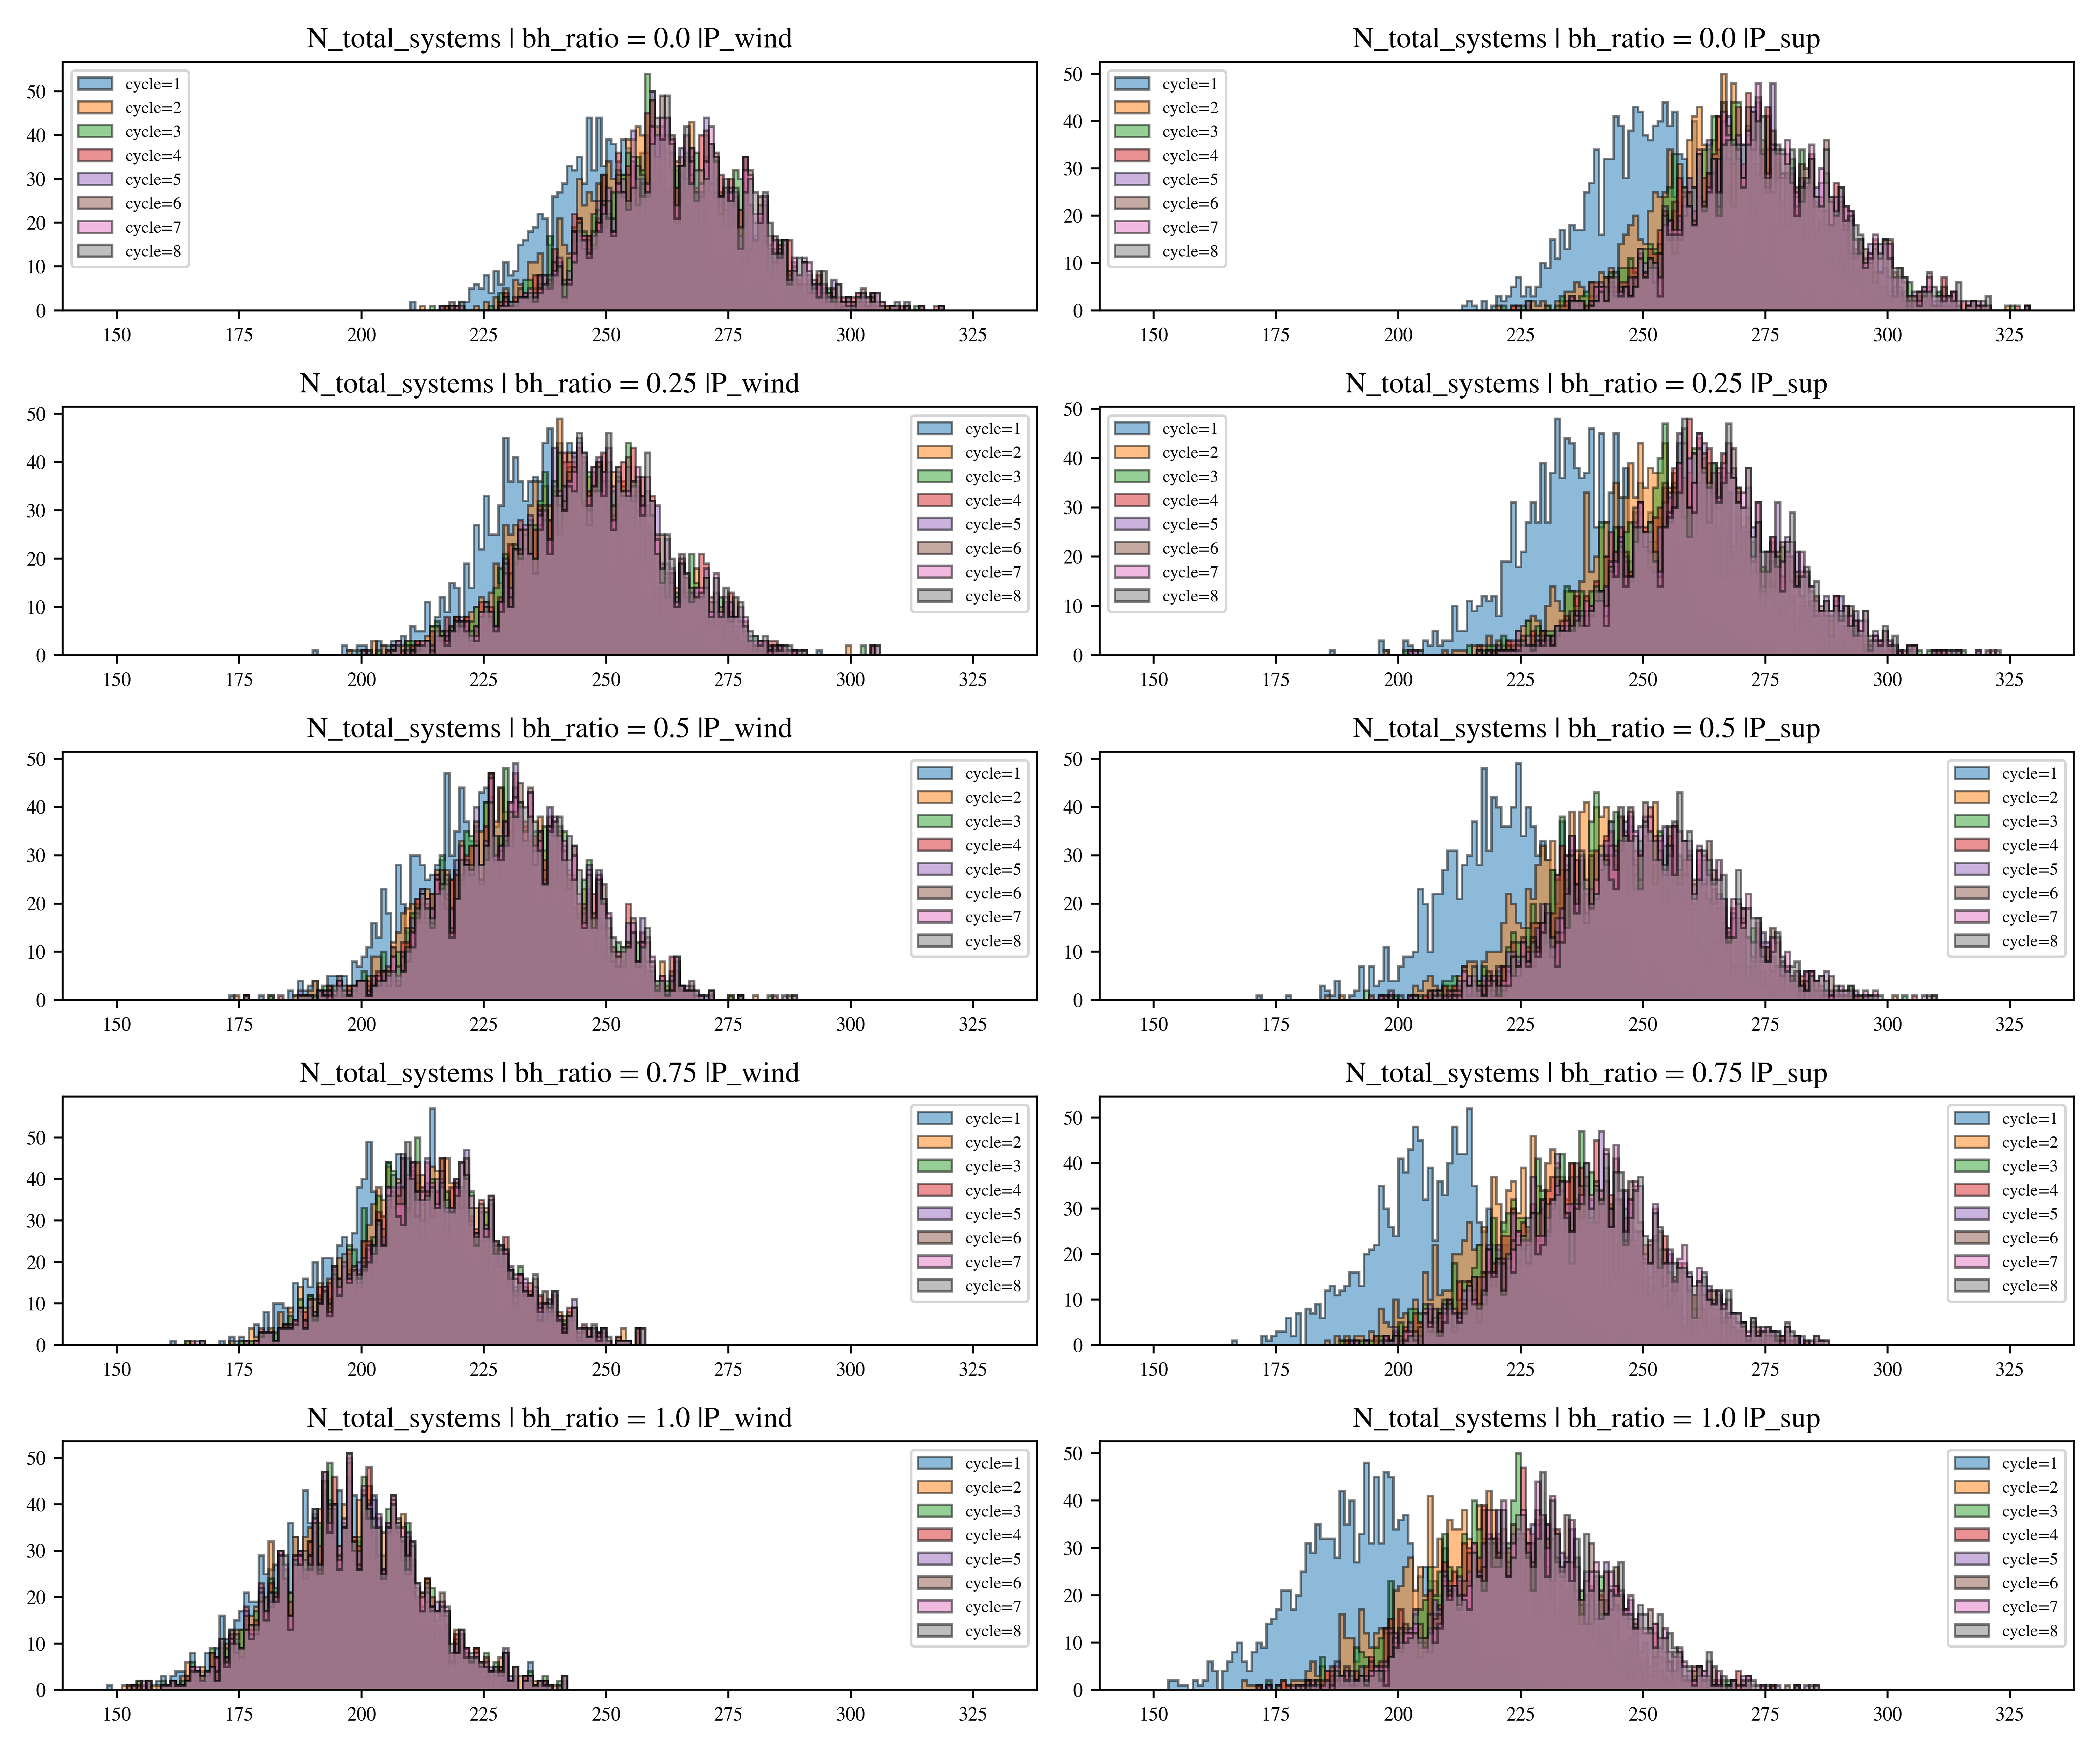 N_total_systems | bh_ratio = 0.0 |P_wind
50
40
30
20
10
0
cycle=1
cycle=2
cycle=3
cycle=4
cycle=5
cycle=6
cycle=7
cycle=8
150 175 200 225 250 275 300 325
N_total_systems | bh_ratio = 0.0 |P_sup
50
40
30
20
10
0
cycle=1
cycle=2
cycle=3
cycle=4
cycle=5
cycle=6
cycle=7
cycle=8
150 175 200 225 250 275 300 325
N_total_systems | bh_ratio = 0.25 |P_wind
50
40
30
20
10
0
cycle=1
cycle=2
cycle=3
cycle=4
cycle=5
cycle=6
cycle=7
cycle=8
150 175 200 225 250 275 300 325
N_total_systems | bh_ratio = 0.25 |P_sup
50
40
30
20
10
0
cycle=1
cycle=2
cycle=3
cycle=4
cycle=5
cycle=6
cycle=7
cycle=8
150 175 200 225 250 275 300 325
N_total_systems | bh_ratio = 0.5 |P_wind
50
40
30
20
10
0
cycle=1
cycle=2
cycle=3
cycle=4
cycle=5
cycle=6
cycle=7
cycle=8
150 175 200 225 250 275 300 325
N_total_systems | bh_ratio = 0.5 |P_sup
50
40
30
20
10
0
cycle=1
cycle=2
cycle=3
cycle=4
cycle=5
cycle=6
cycle=7
cycle=8
150 175 200 225 250 275 300 325
N_total_systems | bh_ratio = 0.75 |P_wind
50
40
30
20
10
0
cycle=1
cycle=2
cycle=3
cycle=4
cycle=5
cycle=6
cycle=7
cycle=8
150 175 200 225 250 275 300 325
N_total_systems | bh_ratio = 0.75 |P_sup
50
40
30
20
10
0
cycle=1
cycle=2
cycle=3
cycle=4
cycle=5
cycle=6
cycle=7
cycle=8
150 175 200 225 250 275 300 325
N_total_systems | bh_ratio = 1.0 |P_wind
50
40
30
20
10
0
cycle=1
cycle=2
cycle=3
cycle=4
cycle=5
cycle=6
cycle=7
cycle=8
150 175 200 225 250 275 300 325
N_total_systems | bh_ratio = 1.0 |P_sup
50
40
30
20
10
0
cycle=1
cycle=2
cycle=3
cycle=4
cycle=5
cycle=6
cycle=7
cycle=8
150 175 200 225 250 275 300 325